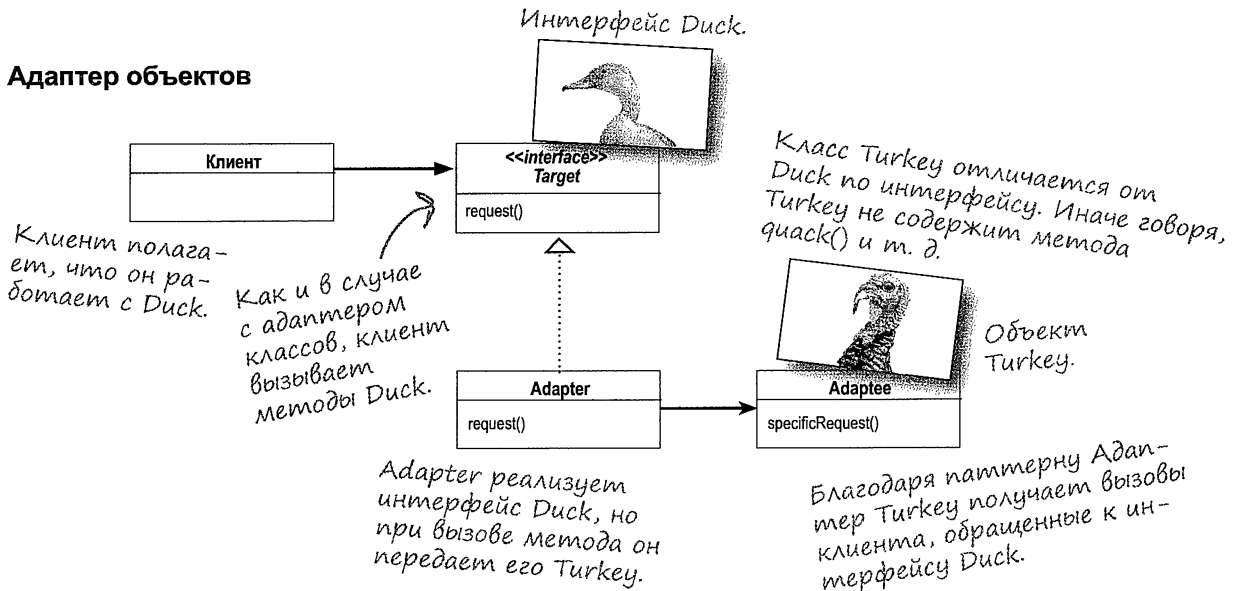 Интерфейс Duck.
Адаптер объектов
Клиент
<<interface>>
Target
request()
Класс Turkey отличается от
Duck по интерфейсу. Иначе говоря,
Turkey не содержит метода
quack() и т. д.
Клиент полага-
ет, что он ра-
ботает с Duck.
Как и в случае
с адаптером
классов, клиент
вызывает
методы Duck.
Объект
Turkey.
Adapter
request()
Adaptee
specificRequest()
Adapter реализует
интерфейс Duck, но
при вызове метода он
передает его Turkey.
Благодаря паттерну Адап-
тер Turkey получает вызовы
клиента, обращенные к ин-
терфейсу Duck.